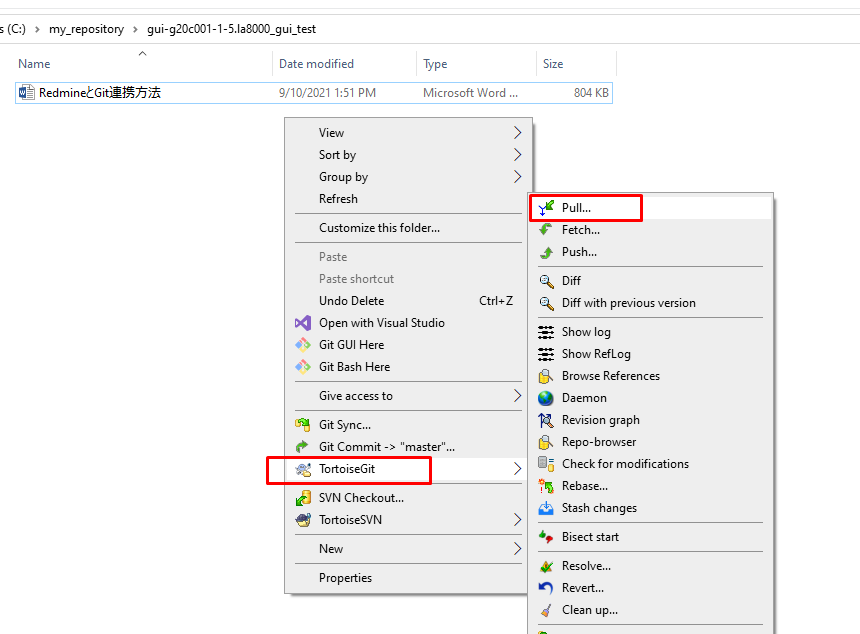 s (C:) > my_repository > gui-g20c001-1-5.la8000_gui_test
Name Date modified Type Size
RedmineとGit連携方法 9/10/2021 1:51 PM Microsoft Word ... 804 KB
View
Sort by
Group by
Refresh
Customize this folder...
Paste
Paste shortcut
Undo Delete Ctrl+Z
Open with Visual Studio
Git GUI Here
Git Bash Here
Give access to
Git Sync...
Git Commit -> "master"...
TortoiseGit
SVN Checkout...
TortoiseSVN
New
Properties
Pull...
Fetch...
Push...
Diff
Diff with previous version
Show log
Show RefLog
Browse References
Daemon
Revision graph
Repo-browser
Check for modifications
Rebase...
Stash changes
Bisect start
Resolve...
Revert...
Clean up...